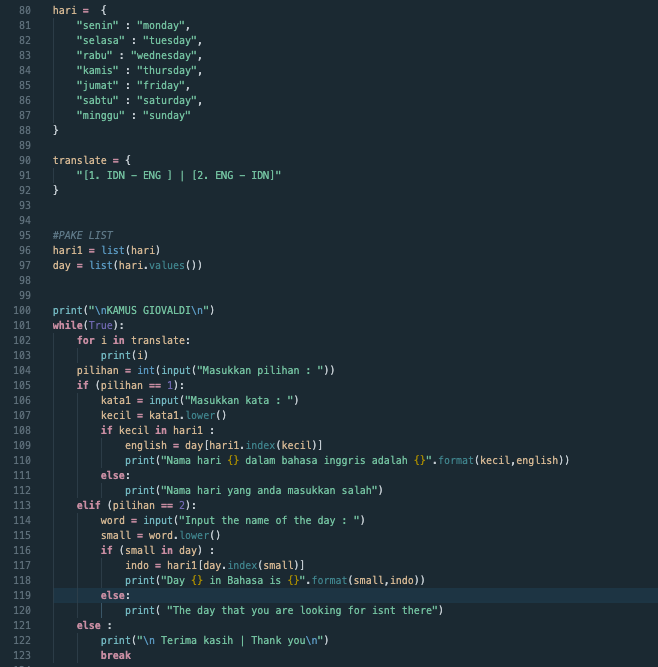 80 hari =  {
81     "senin" : "monday",
82     "selasa" : "tuesday",
83     "rabu" : "wednesday",
84     "kamis" : "thursday",
85     "jumat" : "friday",
86     "sabtu" : "saturday",
87     "minggu" : "sunday"
88 }
89
90 translate = {
91     "[1. IDN - ENG ] | [2. ENG - IDN]"
92 }
93
94
95 #PAKE LIST
96 hari1 = list(hari)
97 day = list(hari.values())
98
99
100 print("\nKAMUS GIOVALDI\n")
101 while(True):
102     for i in translate:
103         print(i)
104     pilihan = int(input("Masukkan pilihan : "))
105     if (pilihan == 1):
106         kata1 = input("Masukkan kata : ")
107         kecil = kata1.lower()
108         if kecil in hari1 :
109             english = day[hari1.index(kecil)]
110             print("Nama hari {} dalam bahasa inggris adalah {}".format(kecil,english))
111         else:
112             print("Nama hari yang anda masukkan salah")
113     elif (pilihan == 2):
114         word = input("Input the name of the day : ")
115         small = word.lower()
116         if (small in day) :
117             indo = hari1[day.index(small)]
118             print("Day {} in Bahasa is {}".format(small,indo))
119         else:
120             print( "The day that you are looking for isnt there")
121     else :
122         print("\n Terima kasih | Thank you\n")
123         break